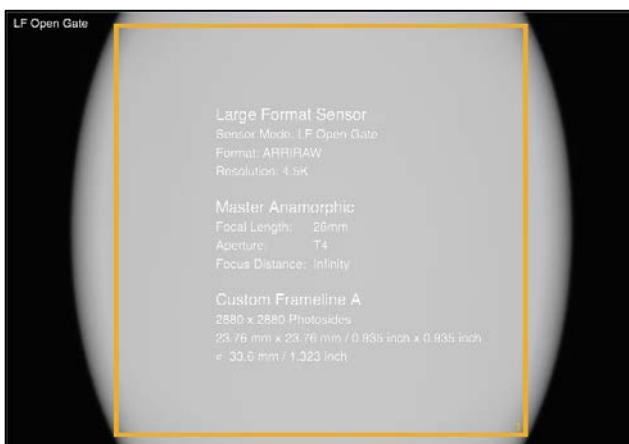 LF Open Gate
Large Format Sensor
Sensor Mode: LF Open Gate
Format: ARRIRAW
Resolution: 4.5K
Master Anamorphic
Focal Length: 28mm
Aperture: T4
Focus Distance: Infinity
Custom Frameline A
2880 x 2880 Photosides
23.76 mm x 23.76 mm / 0.935 inch x 0.935 inch
⌀ 33.6 mm / 1.323 inch